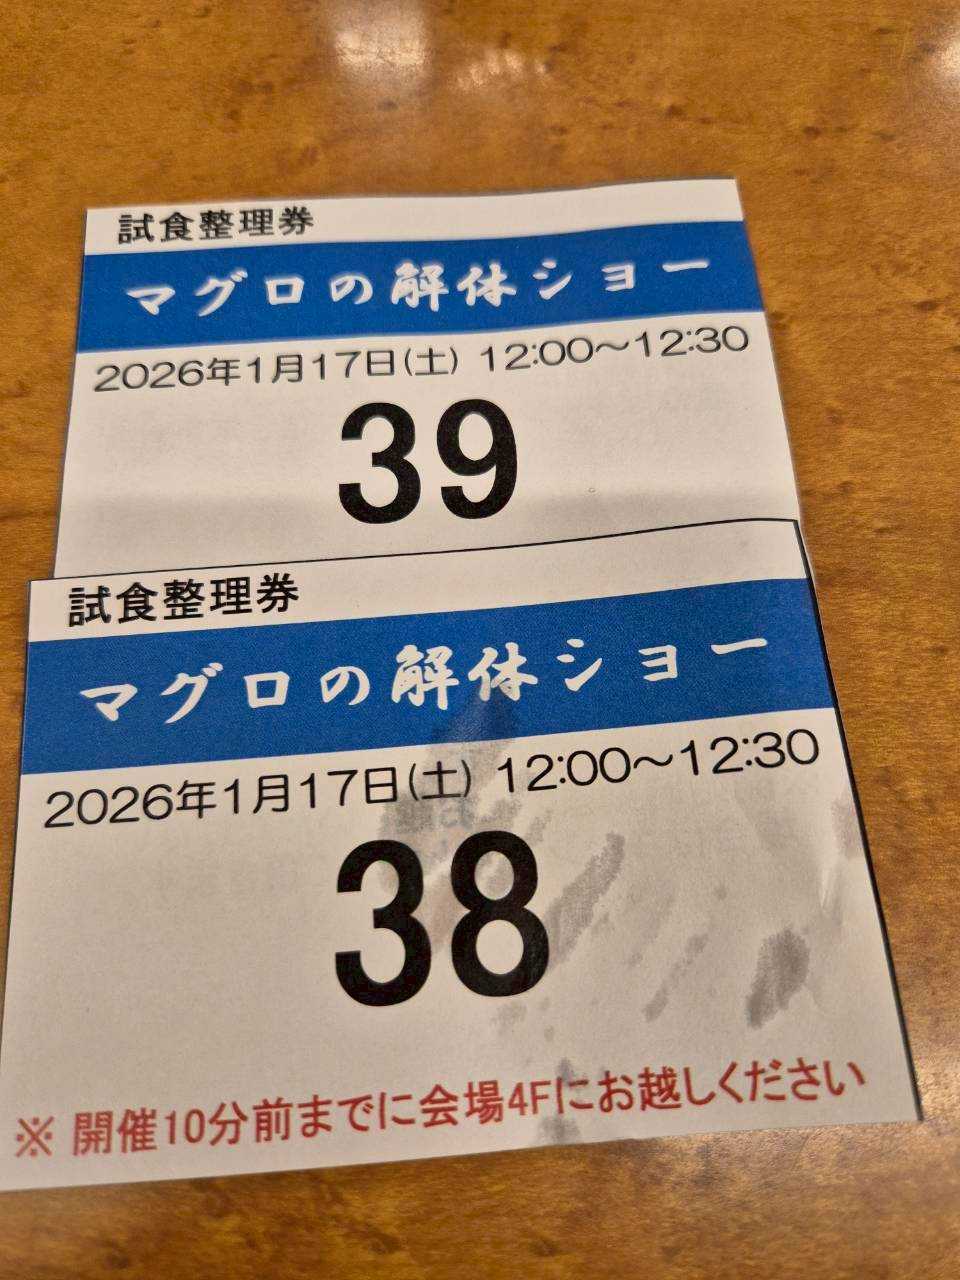 試食整理券
マグロの解体ショー
2026年1月17日(土) 12:00～12:30
39
試食整理券
マグロの解体ショー
2026年1月17日(土) 12:00～12:30
38
※ 開催10分前までに会場4Fにお越しください